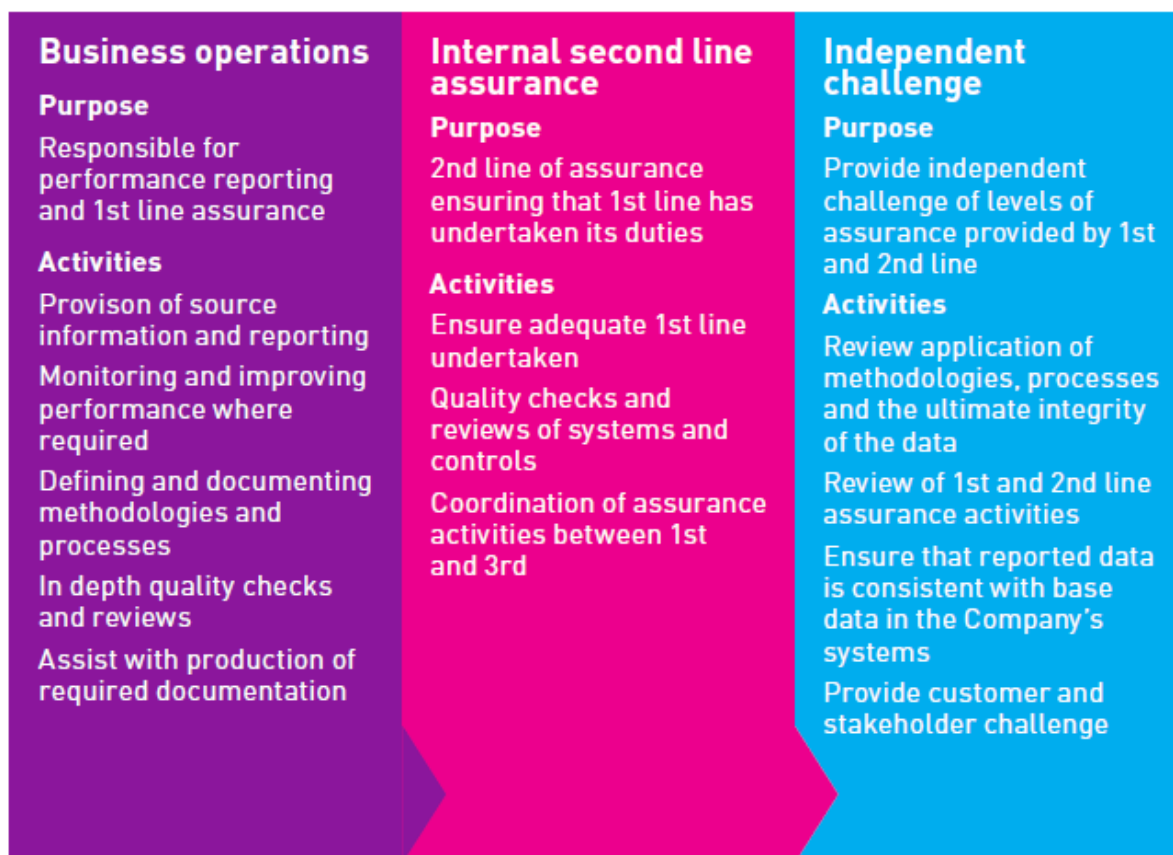 Business operations
Purpose
Responsible for
performance reporting
and 1st line assurance
Activities
Provison of source
information and reporting
Monitoring and improving
performance where
required
Defining and documenting
methodologies and
processes
In depth quality checks
and reviews
Assist with production of
required documentation
Internal second line
assurance
Purpose
2nd line of assurance
ensuring that 1st line has
undertaken its duties
Activities
Ensure adequate 1st line
undertaken
Quality checks and
reviews of systems and
controls
Coordination of assurance
activities between 1st
and 3rd
Independent
challenge
Purpose
Provide independent
challenge of levels of
assurance provided by 1st
and 2nd line
Activities
Review application of
methodologies, processes
and the ultimate integrity
of the data
Review of 1st and 2nd line
assurance activities
Ensure that reported data
is consistent with base
data in the Company's
systems
Provide customer and
stakeholder challenge